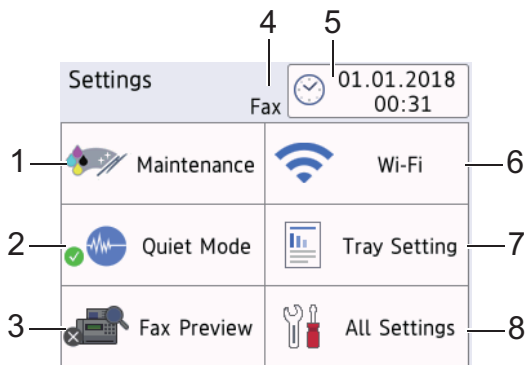 4
5
Settings
Fax
01.01.2018
00:31
1
Maintenance
Wi-Fi
6
2
Quiet Mode
Tray Setting
7
3
Fax Preview
All Settings
8